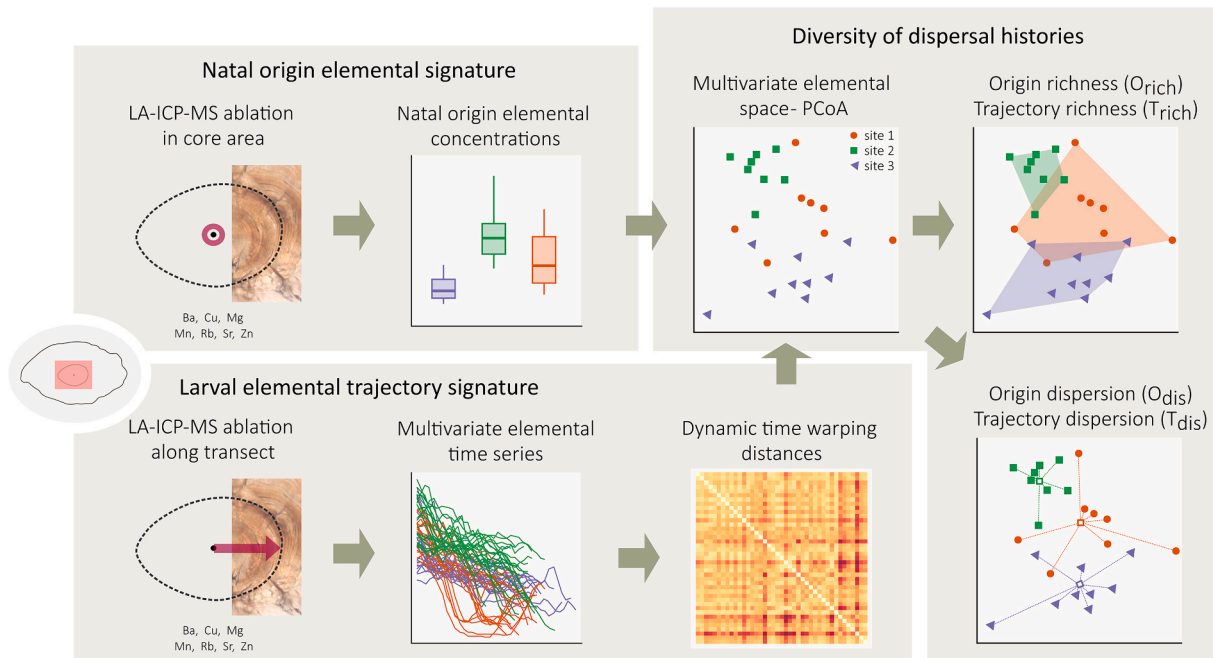 Natal origin elemental signature
LA-ICP-MS ablation
in core area
Ba, Cu, Mg
Mn, Rb, Sr, Zn
Natal origin elemental
concentrations
Larval elemental trajectory signature
LA-ICP-MS ablation
along transect
Ba, Cu, Mg
Mn, Rb, Sr, Zn
Multivariate elemental
time series
Dynamic time warping
distances
Diversity of dispersal histories
Multivariate elemental
space- PCoA
site 1
site 2
site 3
Origin richness (Orich)
Trajectory richness (Trich)
Origin dispersion (Odis)
Trajectory dispersion (Tdis)